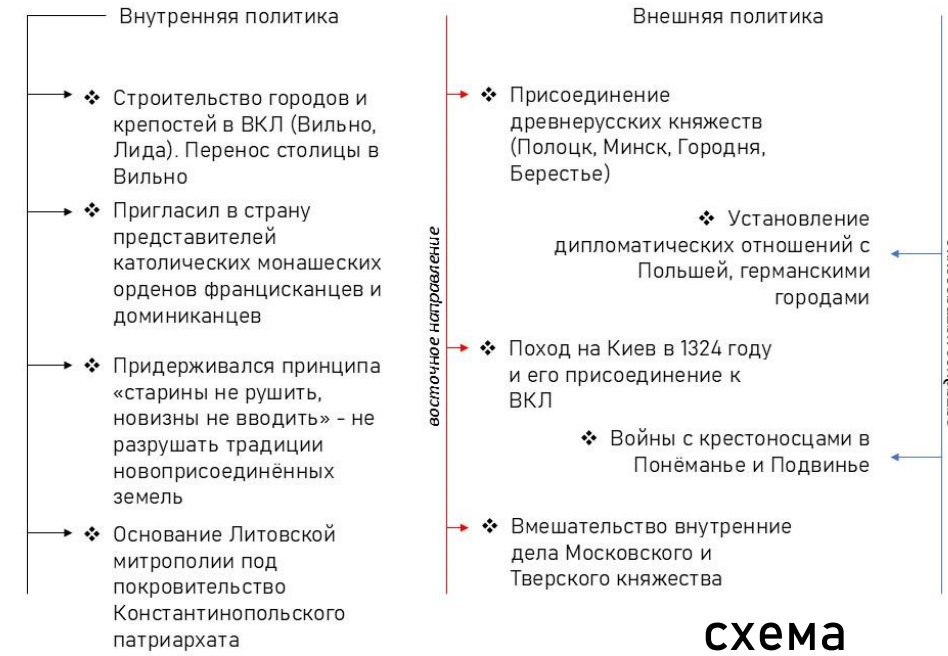 Внутренняя политика
Строительство городов и
крепостей в ВКЛ (Вильно,
Лида). Перенос столицы в
Вильно
Пригласил в страну
представителей
католических монашеских
орденов францисканцев и
доминиканцев
Придерживался принципа
«старины не рушить,
новизны не вводить» - не
разрушать традиции
новоприсоединённых
земель
Основание Литовской
митрополии под
покровительство
Константинопольского
патриархата
Внешняя политика
восточное направление
Присоединение
древнерусских княжеств
(Полоцк, Минск, Городня,
Берестье)
Установление
дипломатических отношений с
Польшей, германскими
городами
Поход на Киев в 1324 году
и его присоединение к
ВКЛ
Войны с крестоносцами в
Понёманье и Подвинье
Вмешательство внутренние
дела Московского и
Тверского княжества
схема